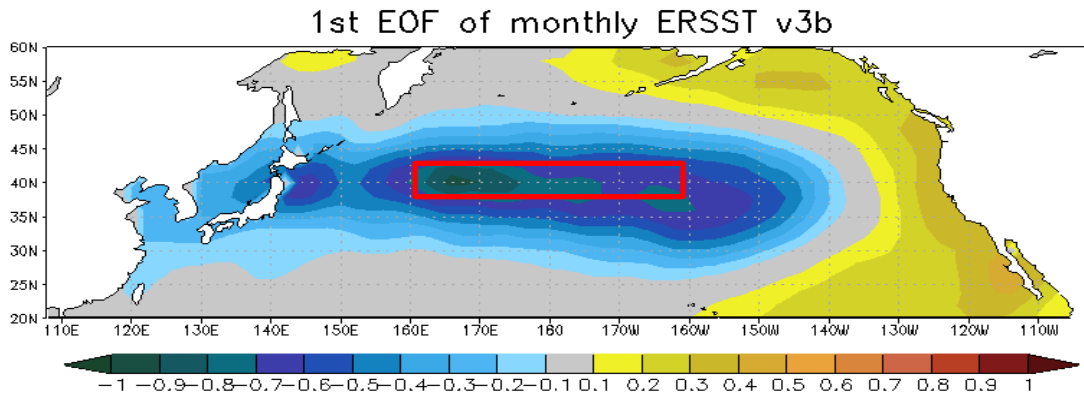 1st EOF of monthly ERSST v3b
60N
55N
50N
45N
40N
35N
30N
25N
20N
110E 120E 130E 140E 150E 160E 170E 180 170W 160W 150W 140W 130W 120W 110W
-1 -0.9 -0.8 -0.7 -0.6 -0.5 -0.4 -0.3 -0.2 -0.1 0.1 0.2 0.3 0.4 0.5 0.6 0.7 0.8 0.9 1